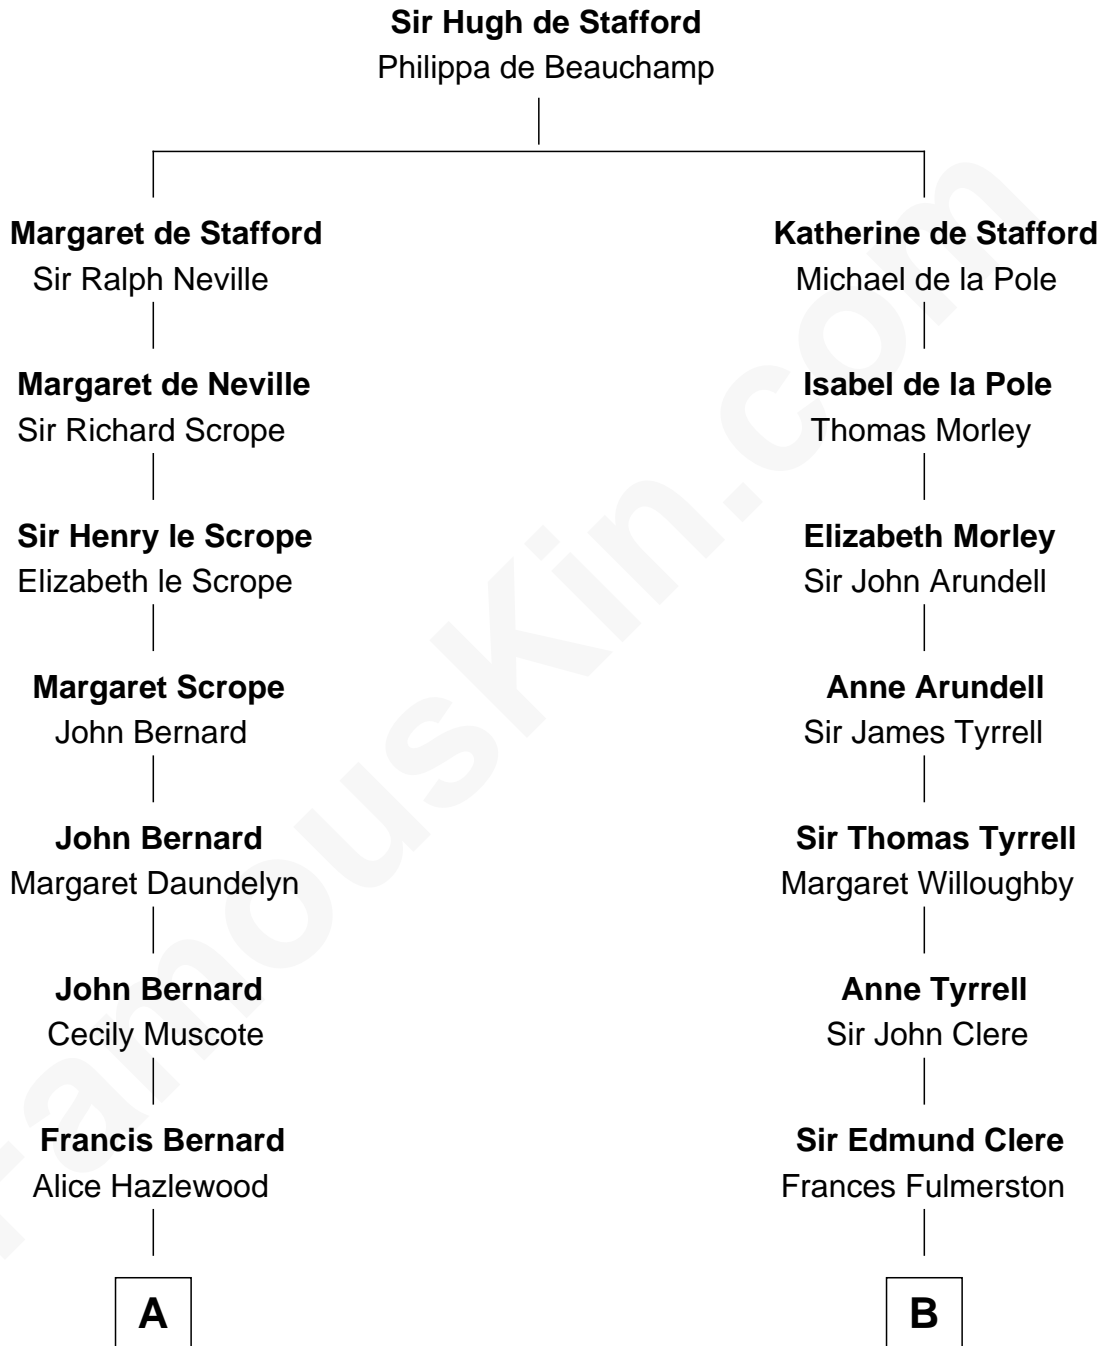 Sir Hugh de Stafford
Philippa de Beauchamp
Margaret de Stafford
Sir Ralph Neville
Katherine de Stafford
Michael de la Pole
Margaret de Neville
Sir Richard Scrope
Isabel de la Pole
Thomas Morley
Sir Henry le Scrope
Elizabeth le Scrope
Elizabeth Morley
Sir John Arundell
Margaret Scrope
John Bernard
Anne Arundell
Sir James Tyrrell
John Bernard
Margaret Daundelyn
Sir Thomas Tyrrell
Margaret Willoughby
John Bernard
Cecily Muscote
Anne Tyrrell
Sir John Clere
Francis Bernard
Alice Hazlewood
Sir Edmund Clere
Frances Fulmerston
A
B
FamousKin.com